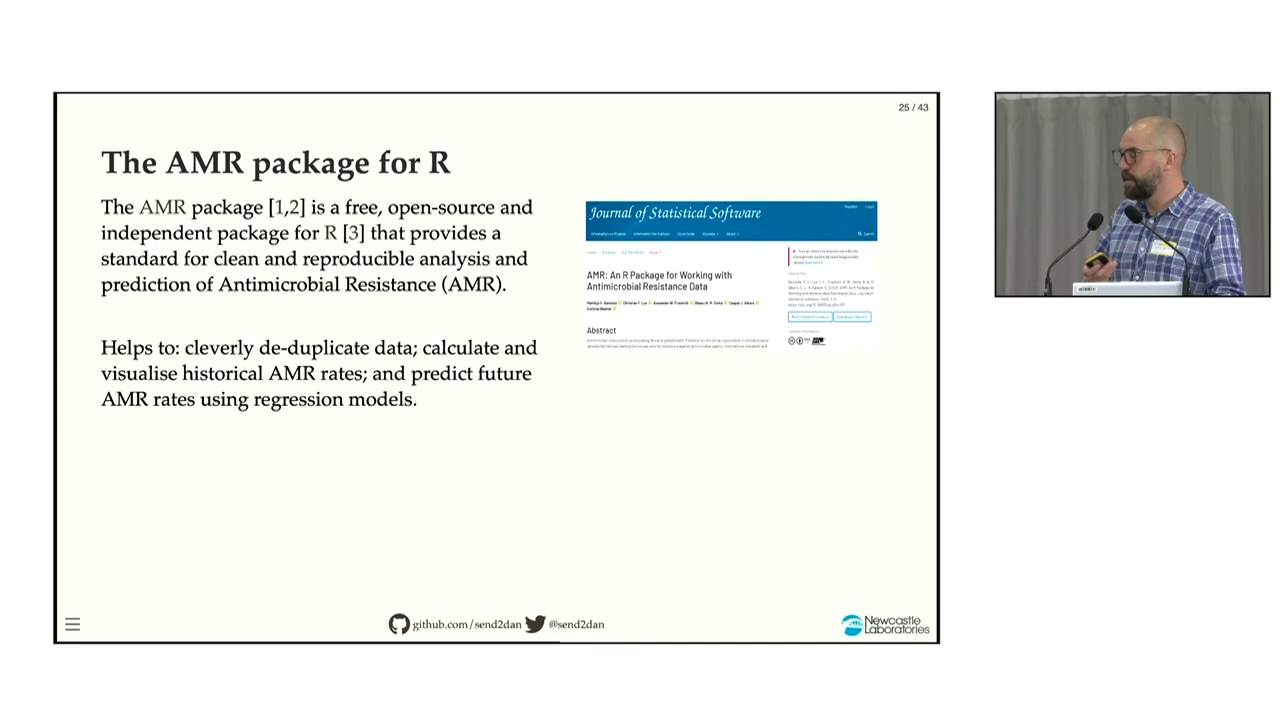 25 / 43
The AMR package for R
The AMR package [1,2] is a free, open-source and
independent package for R [3] that provides a
standard for clean and reproducible analysis and
prediction of Antimicrobial Resistance (AMR).
Helps to: cleverly de-duplicate data; calculate and
visualise historical AMR rates; and predict future
AMR rates using regression models.
Journal of Statistical Software
AMR: An R Package for Working with
Antimicrobial Resistance Data
Abstract
github.com/send2dan
@send2dan
Newcastle
Laboratories